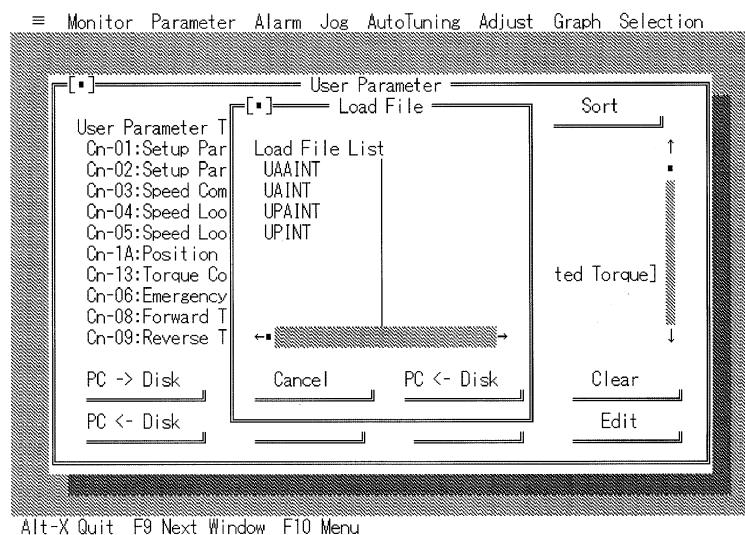 ≡ Monitor Parameter Alarm Jog AutoTuning Adjust Graph Selection
[▪] User Parameter
[▪] Load File
Sort
User Parameter T
Cn-01:Setup Par
Cn-02:Setup Par
Cn-03:Speed Com
Cn-04:Speed Loo
Cn-05:Speed Loo
Cn-1A:Position
Cn-13:Torque Co
Cn-06:Emergency
Cn-08:Forward T
Cn-09:Reverse T
Load File List
UAAINT
UAINT
UPAINT
UPINT
ted Torque]
PC -> Disk
Cancel
PC <- Disk
Clear
PC <- Disk
Edit
Alt-X Quit F9 Next Window F10 Menu